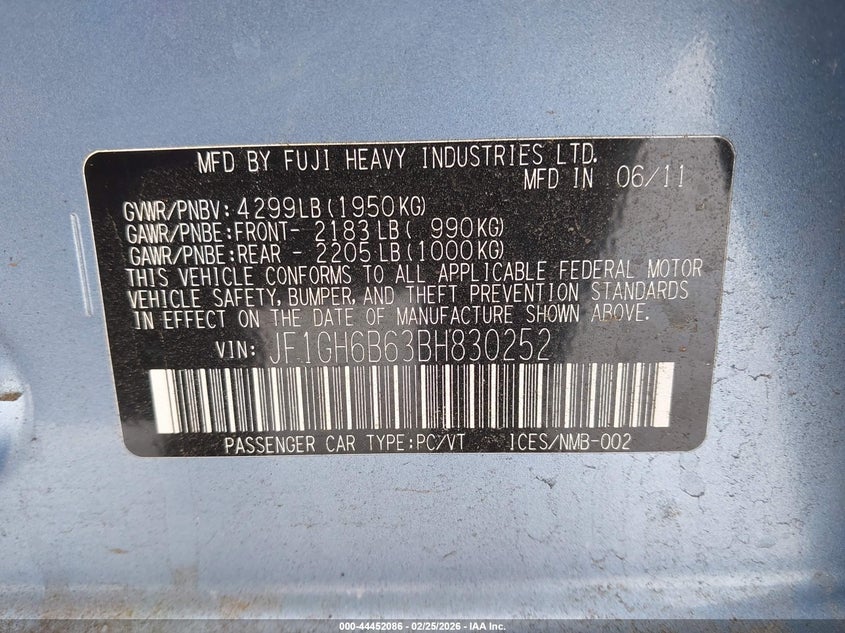 MFD BY FUJI HEAVY INDUSTRIES LTD.
MFD IN 06/11
GVWR/PNBV: 4299LB(1950KG)
GAWR/PNBE:FRONT- 2183LB( 990KG)
GAWR/PNBE:REAR - 2205LB(1000KG)
THIS VEHICLE CONFORMS TO ALL APPLICABLE FEDERAL MOTOR
VEHICLE SAFETY, BUMPER, AND THEFT PREVENTION STANDARDS
IN EFFECT ON THE DATE OF MANUFACTURE SHOWN ABOVE.
VIN: JF1GH6B63BH830252
PASSENGER CAR TYPE:PC/VT ICES/NMB-002
000-44452086 - 02/25/2026 - IAA Inc.